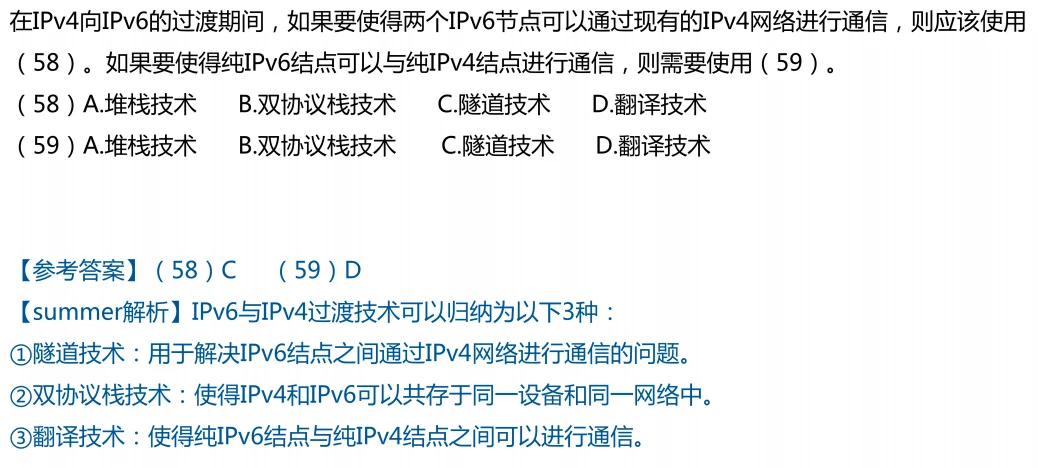 在IPv4向IPv6的过渡期间，如果要使得两个IPv6节点可以通过现有的IPv4网络进行通信，则应该使用
（58）。如果要使得纯IPv6结点可以与纯IPv4结点进行通信，则需要使用（59）。
（58）A.堆栈技术 B.双协议栈技术 C.隧道技术 D.翻译技术
（59）A.堆栈技术 B.双协议栈技术 C.隧道技术 D.翻译技术
【参考答案】（58）C （59）D
【summer解析】IPv6与IPv4过渡技术可以归纳为以下3种：
①隧道技术：用于解决IPv6结点之间通过IPv4网络进行通信的问题。
②双协议栈技术：使得IPv4和IPv6可以共存于同一设备和同一网络中。
③翻译技术：使得纯IPv6结点与纯IPv4结点之间可以进行通信。